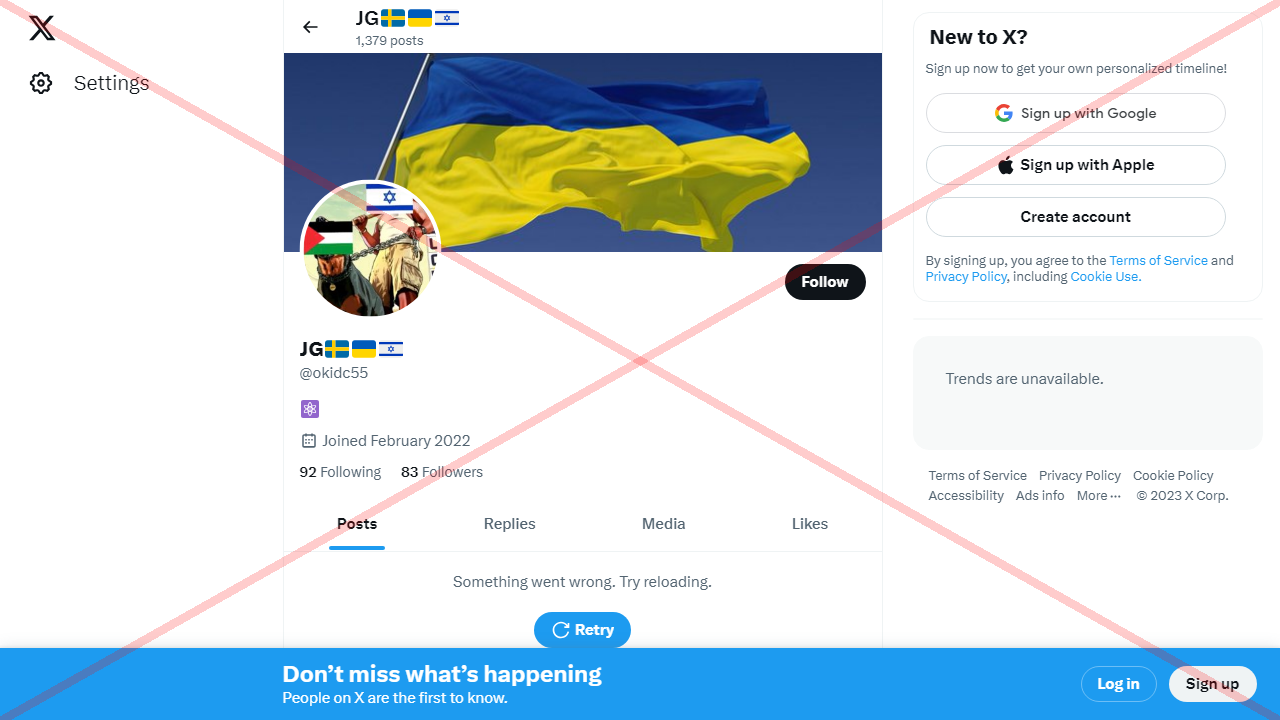 JG🇸🇪🇺🇦🇮🇱
1,379 posts
Settings
Follow
JG🇸🇪🇺🇦🇮🇱
@okidc55
⚛️
Joined February 2022
92 Following 83 Followers
Posts Replies Media Likes
Something went wrong. Try reloading.
Retry
New to X?
Sign up now to get your own personalized timeline!
Sign up with Google
Sign up with Apple
Create account
By signing up, you agree to the Terms of Service and
Privacy Policy, including Cookie Use.
Trends are unavailable.
Terms of Service Privacy Policy Cookie Policy
Accessibility Ads info More ··· © 2023 X Corp.
Don’t miss what’s happening
People on X are the first to know.
Log in Sign up